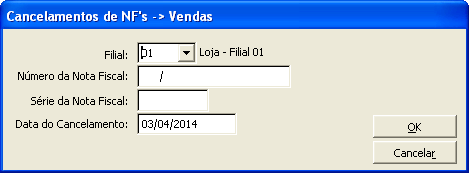 Cancelamentos de NF's -> Vendas
Filial: 01 Loja - Filial 01
Número da Nota Fiscal: /
Série da Nota Fiscal:
Data do Cancelamento: 03/04/2014
OK
Cancelar